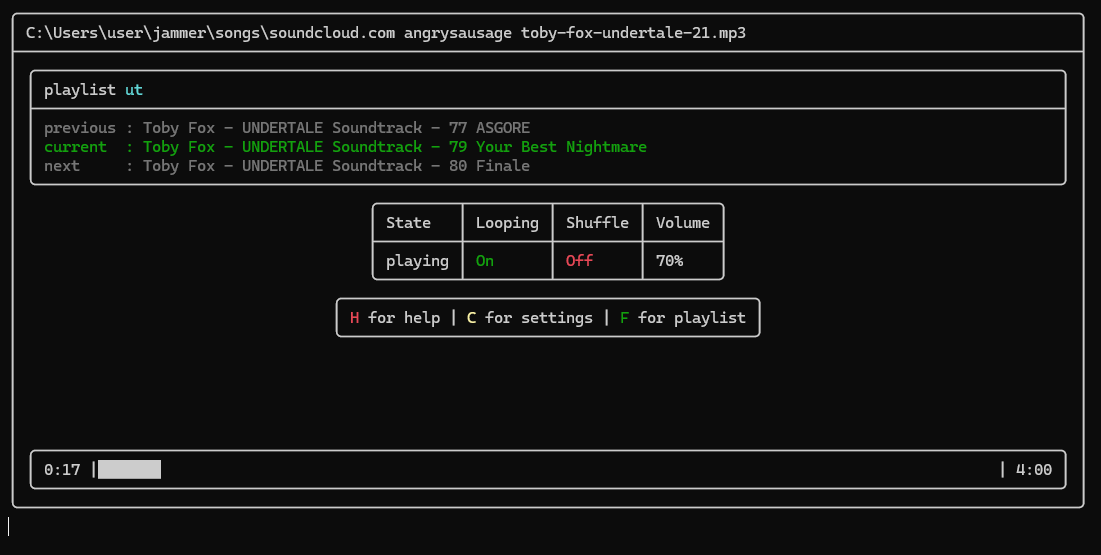 C:\Users\user\jammer\songs\soundcloud.com angrysausage toby-fox-undertale-21.mp3
playlist ut
previous : Toby Fox - UNDERTALE Soundtrack - 77 ASGORE
current  : Toby Fox - UNDERTALE Soundtrack - 79 Your Best Nightmare
next     : Toby Fox - UNDERTALE Soundtrack - 80 Finale
State Looping Shuffle Volume
playing On Off 70%
H for help | C for settings | F for playlist
0:17 | | 4:00